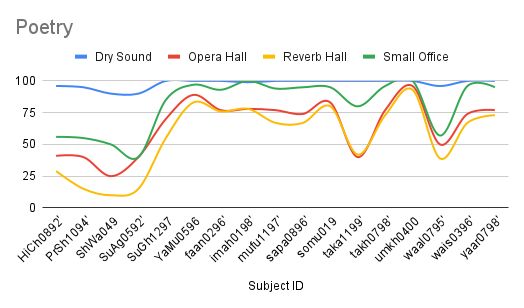 Poetry
Dry Sound Opera Hall Reverb Hall Small Office
100
75
50
25
0
HiCh0892'
PrSh1094'
ShWa049
SuAg0592'
SuGh1297
YaMu0596
faan0296'
imah0198'
mufu1197'
sapa0896'
somu019
taka1199'
takh0798'
umkh0400
waal0795'
wais0396'
yaar0798'
Subject ID